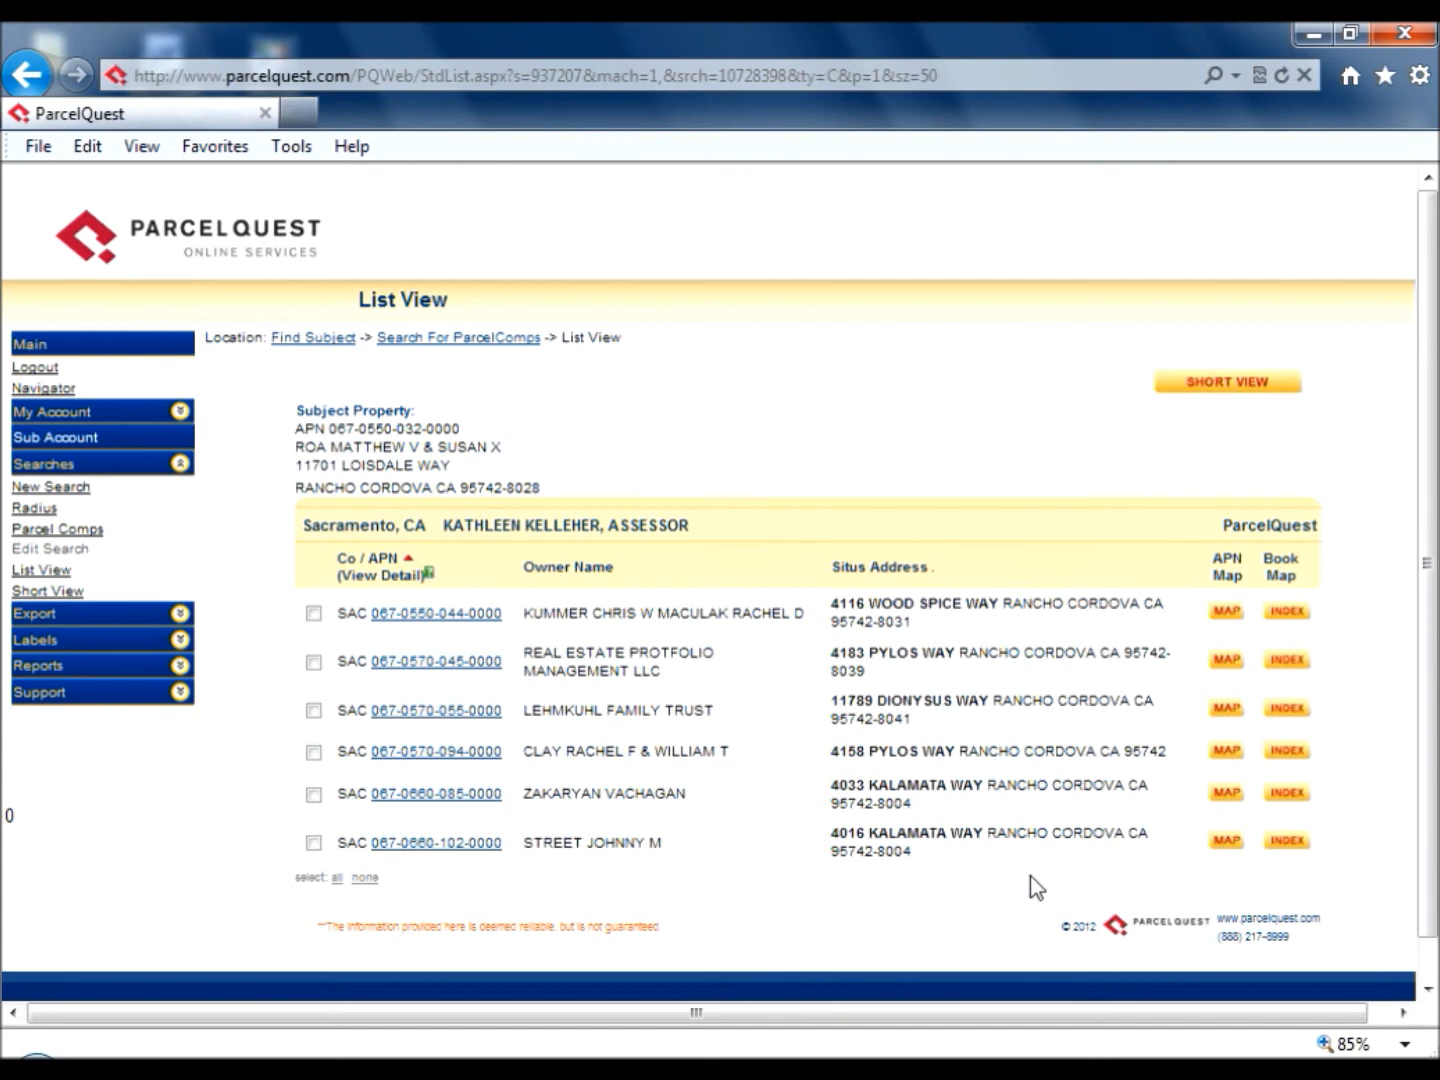 http://www.parcelquest.com/PQWeb/StdList.aspx?s=937207&mach=1,&srch=10728398&ty=C&p=1&sz=50
ParcelQuest
File Edit View Favorites Tools Help
PARCELQUEST
ONLINE SERVICES
List View
Location: Find Subject -> Search For ParcelComps -> List View
Main
Logout
Navigator
My Account
Sub Account
Searches
New Search
Radius
Parcel Comps
Edit Search
List View
Short View
Export
Labels
Reports
Support
0
SHORT VIEW
Subject Property:
APN 067-0550-032-0000
ROA MATTHEW V & SUSAN X
11701 LOISDALE WAY
RANCHO CORDOVA CA 95742-8028
Sacramento, CA KATHLEEN KELLEHER, ASSESSOR ParcelQuest
Co / APN
(View Detail)
Owner Name
Situs Address .
APN
Map
Book
Map
SAC 067-0550-044-0000 KUMMER CHRIS W MACULAK RACHEL D
4116 WOOD SPICE WAY RANCHO CORDOVA CA
95742-8031
MAP INDEX
SAC 067-0570-045-0000
REAL ESTATE PROTFOLIO
MANAGEMENT LLC
4183 PYLOS WAY RANCHO CORDOVA CA 95742-
8039
MAP INDEX
SAC 067-0570-055-0000 LEHMKUHL FAMILY TRUST
11789 DIONYSUS WAY RANCHO CORDOVA CA
95742-8041
MAP INDEX
SAC 067-0570-094-0000 CLAY RACHEL F & WILLIAM T 4158 PYLOS WAY RANCHO CORDOVA CA 95742 MAP INDEX
SAC 067-0660-085-0000 ZAKARYAN VACHAGAN
4033 KALAMATA WAY RANCHO CORDOVA CA
95742-8004
MAP INDEX
SAC 067-0660-102-0000 STREET JOHNNY M
4016 KALAMATA WAY RANCHO CORDOVA CA
95742-8004
MAP INDEX
select: all none
**The information provided here is deemed reliable, but is not guaranteed.
© 2012 PARCELQUEST www.parcelquest.com
(888) 217-8999
85%